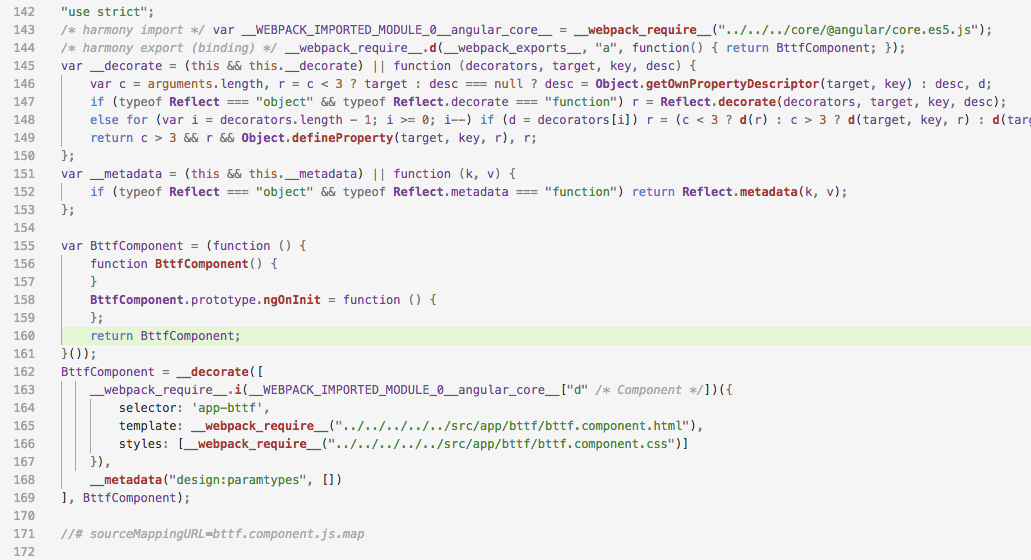 142 "use strict";
143 /* harmony import */ var __WEBPACK_IMPORTED_MODULE_0__angular_core__ = __webpack_require__("../../../core/@angular/core.es5.js");
144 /* harmony export (binding) */ __webpack_require__.d(__webpack_exports__, "a", function() { return BttfComponent; });
145 var __decorate = (this && this.__decorate) || function (decorators, target, key, desc) {
146     var c = arguments.length, r = c < 3 ? target : desc === null ? desc = Object.getOwnPropertyDescriptor(target, key) : desc, d;
147     if (typeof Reflect === "object" && typeof Reflect.decorate === "function") r = Reflect.decorate(decorators, target, key, desc);
148     else for (var i = decorators.length - 1; i >= 0; i--) if (d = decorators[i]) r = (c < 3 ? d(r) : c > 3 ? d(target, key, r) : d(targ
149     return c > 3 && r && Object.defineProperty(target, key, r), r;
150 };
151 var __metadata = (this && this.__metadata) || function (k, v) {
152     if (typeof Reflect === "object" && typeof Reflect.metadata === "function") return Reflect.metadata(k, v);
153 };
154
155 var BttfComponent = (function () {
156     function BttfComponent() {
157     }
158     BttfComponent.prototype.ngOnInit = function () {
159     };
160     return BttfComponent;
161 }());
162 BttfComponent = __decorate([
163     __webpack_require__.i(__WEBPACK_IMPORTED_MODULE_0__angular_core__["d" /* Component */])({
164         selector: 'app-bttf',
165         template: __webpack_require__("../../../../../src/app/bttf/bttf.component.html"),
166         styles: [__webpack_require__("../../../../../src/app/bttf/bttf.component.css")]
167     }),
168     __metadata("design:paramtypes", [])
169 ], BttfComponent);
170
171 //# sourceMappingURL=bttf.component.js.map
172